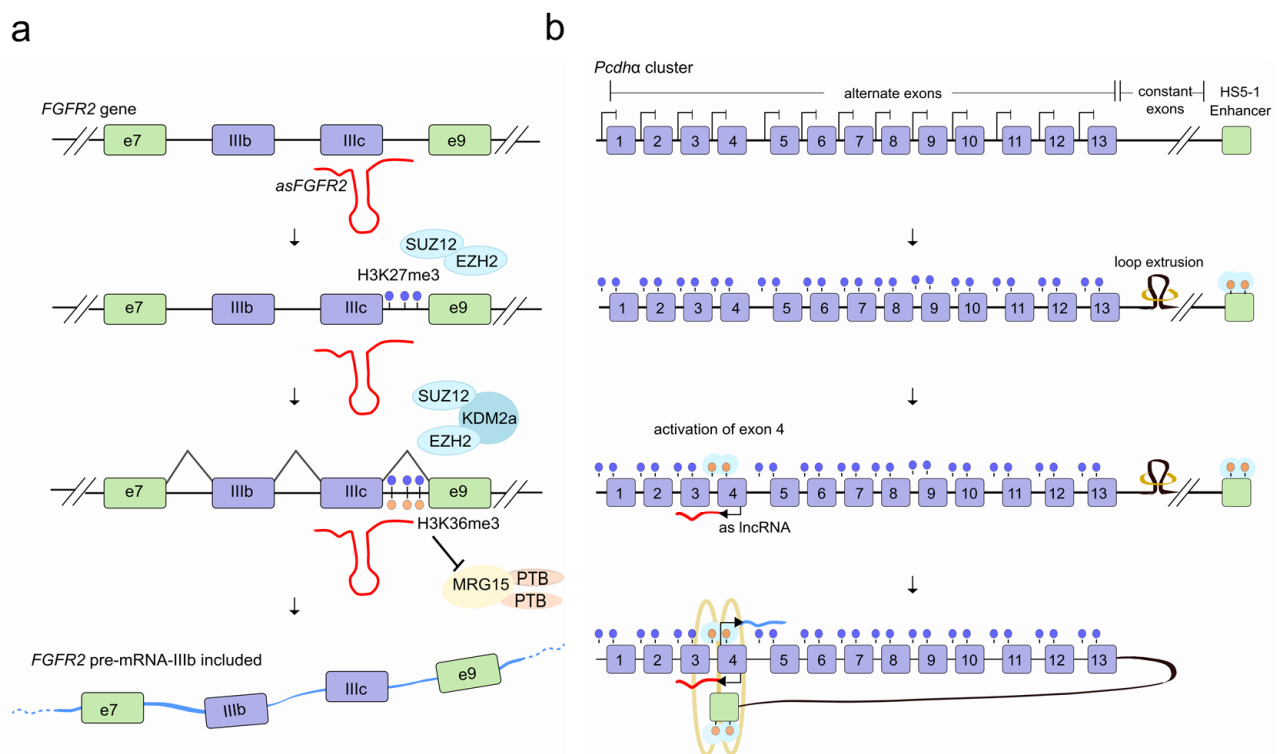 a
FGFR2 gene
e7 IIIb IIIc e9
asFGFR2
SUZ12
EZH2
H3K27me3
e7 IIIb IIIc e9
SUZ12
KDM2a
EZH2
e7 IIIb IIIc e9
H3K36me3
MRG15 PTB
PTB
FGFR2 pre-mRNA-IIIb included
e7 IIIb IIIc e9
b
Pcdhα cluster
alternate exons
constant
exons
HS5-1
Enhancer
1 2 3 4 5 6 7 8 9 10 11 12 13
loop extrusion
1 2 3 4 5 6 7 8 9 10 11 12 13
activation of exon 4
1 2 3 4 5 6 7 8 9 10 11 12 13
as lncRNA
1 2 3 4 5 6 7 8 9 10 11 12 13